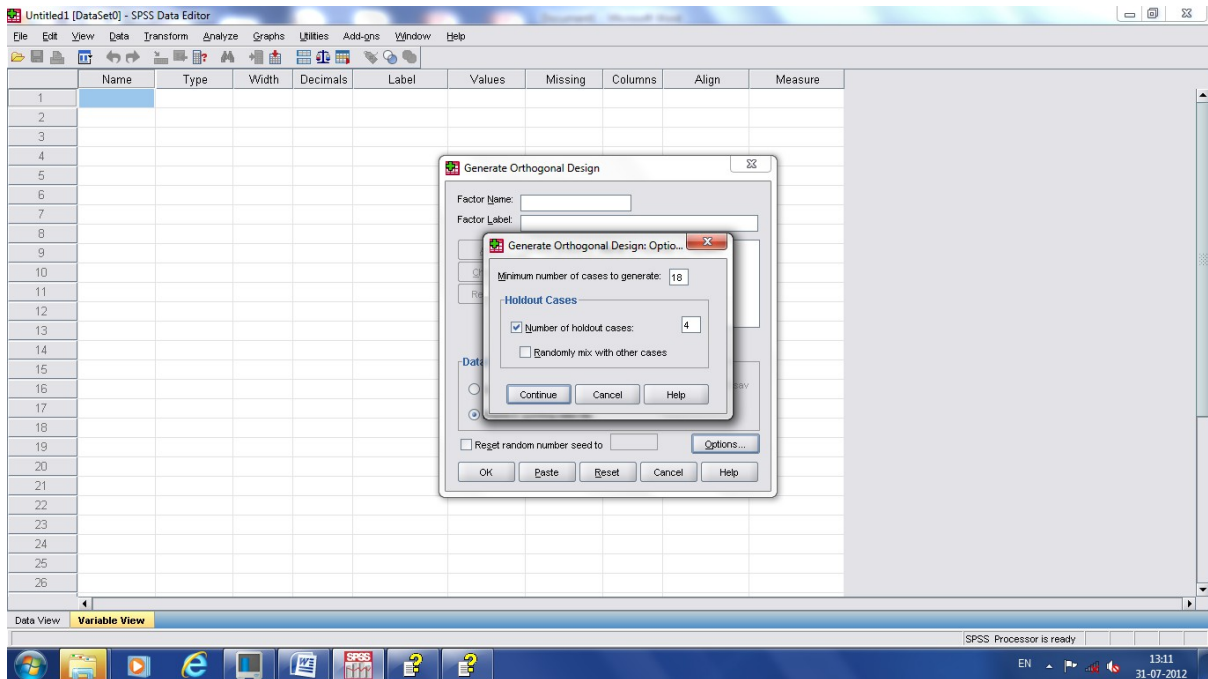 Untitled1 [DataSet0] - SPSS Data Editor
File Edit View Data Transform Analyze Graphs Utilities Add-ons Window Help
Name Type Width Decimals Label Values Missing Columns Align Measure
1
2
3
4
5
6
7
8
9
10
11
12
13
14
15
16
17
18
19
20
21
22
23
24
25
26
Generate Orthogonal Design
Factor Name:
Factor Label:
Generate Orthogonal Design: Optio...
Minimum number of cases to generate: 18
Holdout Cases
Number of holdout cases: 4
Randomly mix with other cases
Continue Cancel Help
Reset random number seed to Options...
OK Paste Reset Cancel Help
Data View Variable View
SPSS Processor is ready
SPSS
EN 13:11
31-07-2012